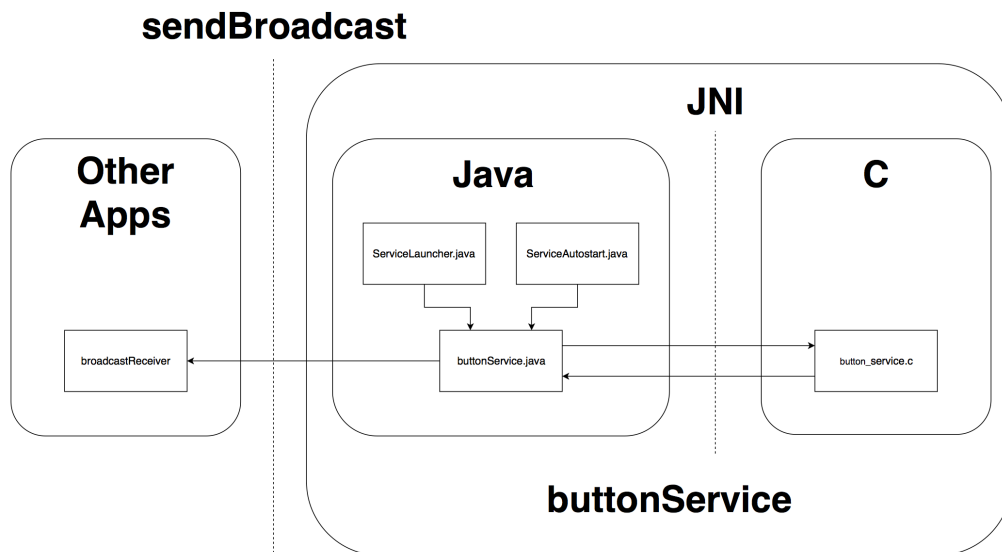 sendBroadcast
JNI
Other
Apps
Java
C
ServiceLauncher.java
ServiceAutostart.java
broadcastReceiver
buttonService.java
button_service.c
buttonService